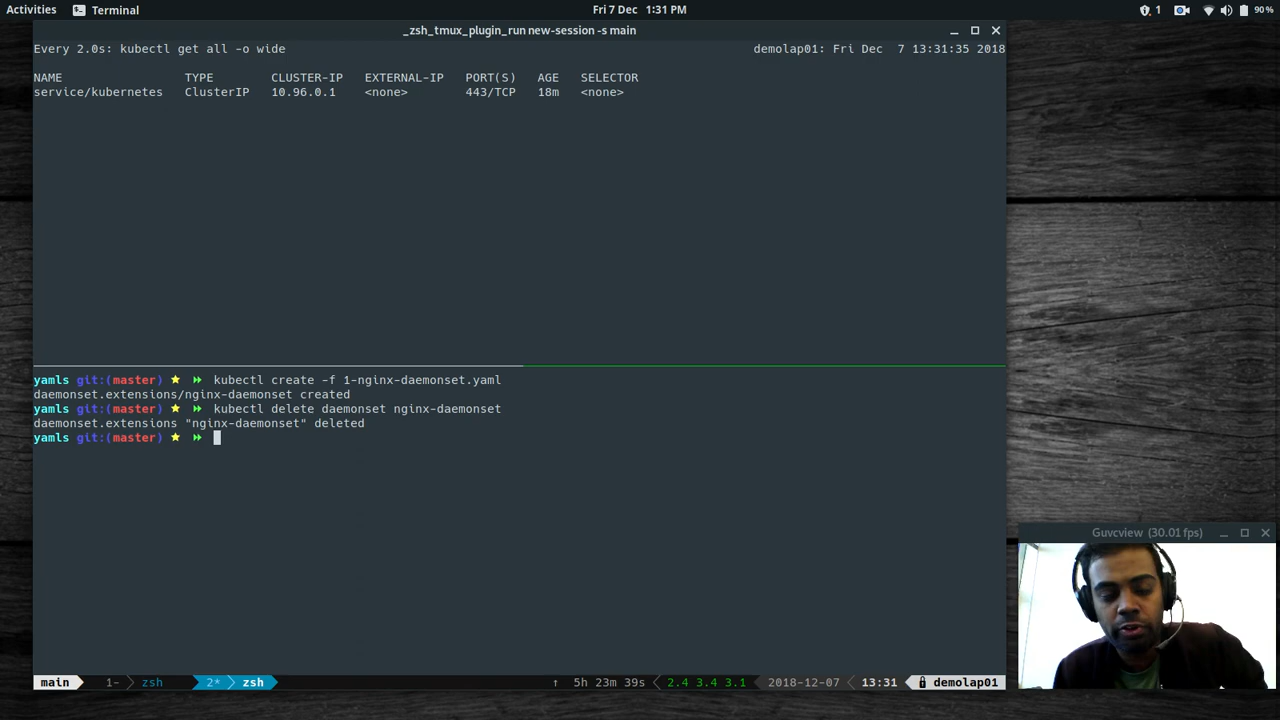 Activities Terminal Fri 7 Dec 1:31 PM 1 90%
_zsh_tmux_plugin_run new-session -s main
Every 2.0s: kubectl get all -o wide demolap01: Fri Dec 7 13:31:35 2018
NAME TYPE CLUSTER-IP EXTERNAL-IP PORT(S) AGE SELECTOR
service/kubernetes ClusterIP 10.96.0.1 <none> 443/TCP 18m <none>
yamls git:(master) ★ kubectl create -f 1-nginx-daemonset.yaml
daemonset.extensions/nginx-daemonset created
yamls git:(master) ★ kubectl delete daemonset nginx-daemonset
daemonset.extensions "nginx-daemonset" deleted
yamls git:(master) ★
Guvcview (30.01 fps)
main 1- zsh 2* zsh ↑ 5h 23m 39s 2.4 3.4 3.1 2018-12-07 13:31 demolap01